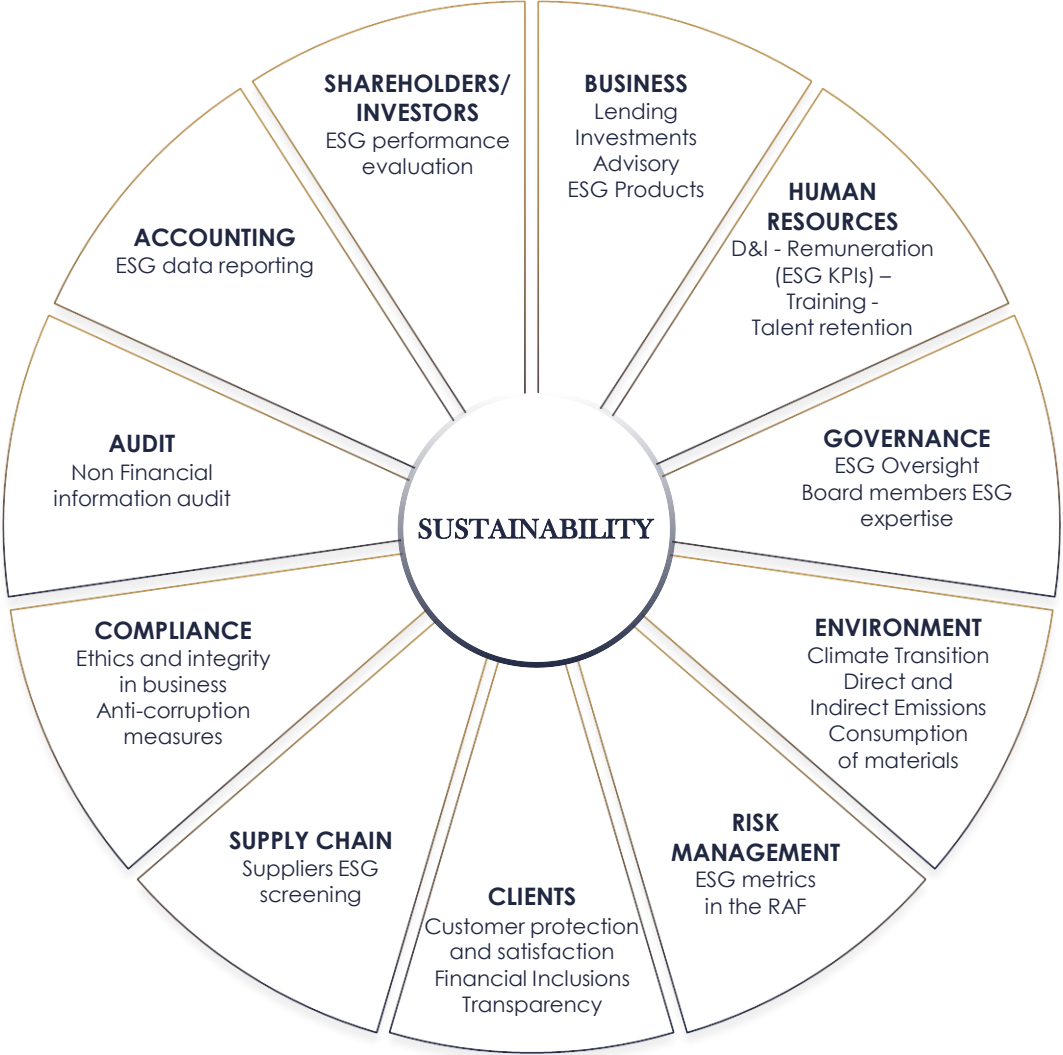 SHAREHOLDERS/
INVESTORS
ESG performance
evaluation
BUSINESS
Lending
Investments
Advisory
ESG Products
HUMAN
RESOURCES
D&I - Remuneration
(ESG KPIs) –
Training -
Talent retention
GOVERNANCE
ESG Oversight
Board members ESG
expertise
ENVIRONMENT
Climate Transition
Direct and
Indirect Emissions
Consumption
of materials
RISK
MANAGEMENT
ESG metrics
in the RAF
CLIENTS
Customer protection
and satisfaction
Financial Inclusions
Transparency
SUPPLY CHAIN
Suppliers ESG
screening
COMPLIANCE
Ethics and integrity
in business
Anti-corruption
measures
AUDIT
Non Financial
information audit
ACCOUNTING
ESG data reporting
SUSTAINABILITY